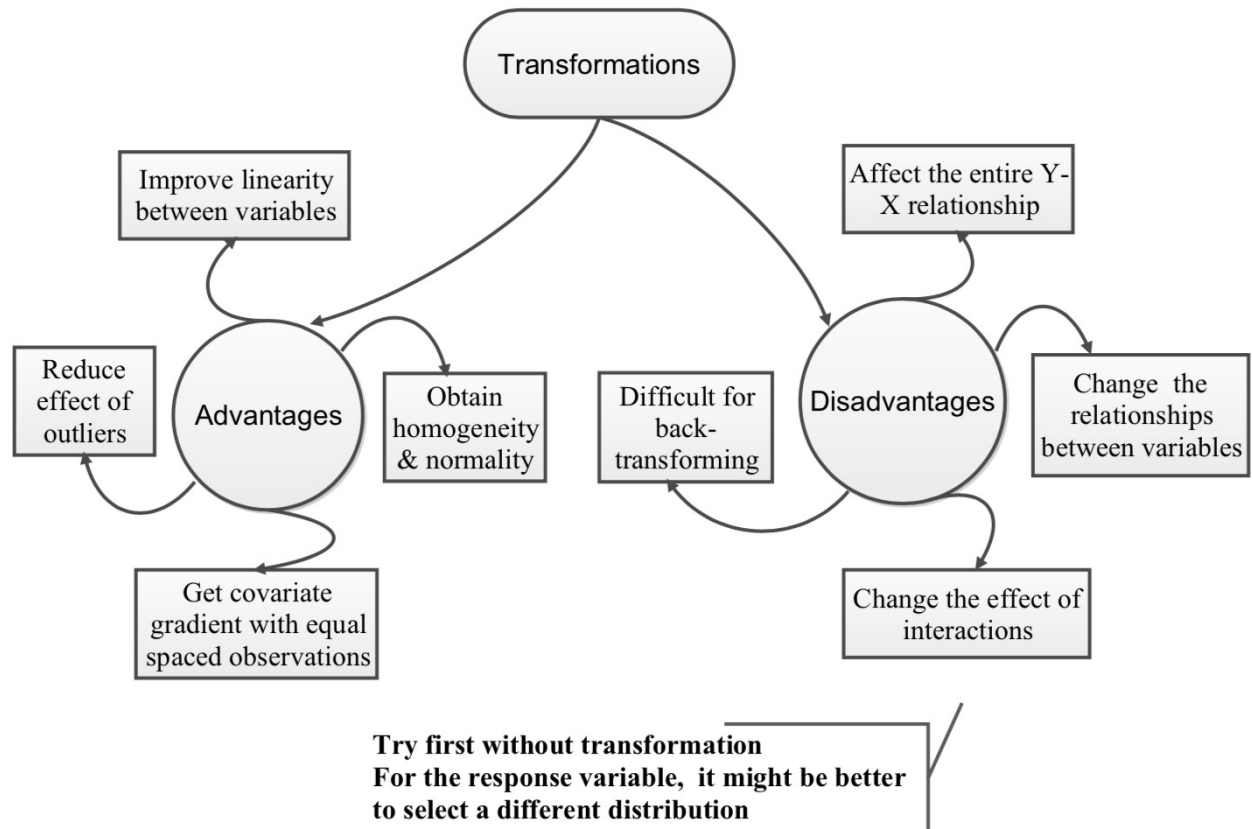 Transformations
Improve linearity
between variables
Affect the entire Y-
X relationship
Reduce
effect of
outliers
Advantages
Obtain
homogeneity
& normality
Difficult for
back-
transforming
Disadvantages
Change the
relationships
between variables
Get covariate
gradient with equal
spaced observations
Change the effect of
interactions
Try first without transformation
For the response variable, it might be better
to select a different distribution